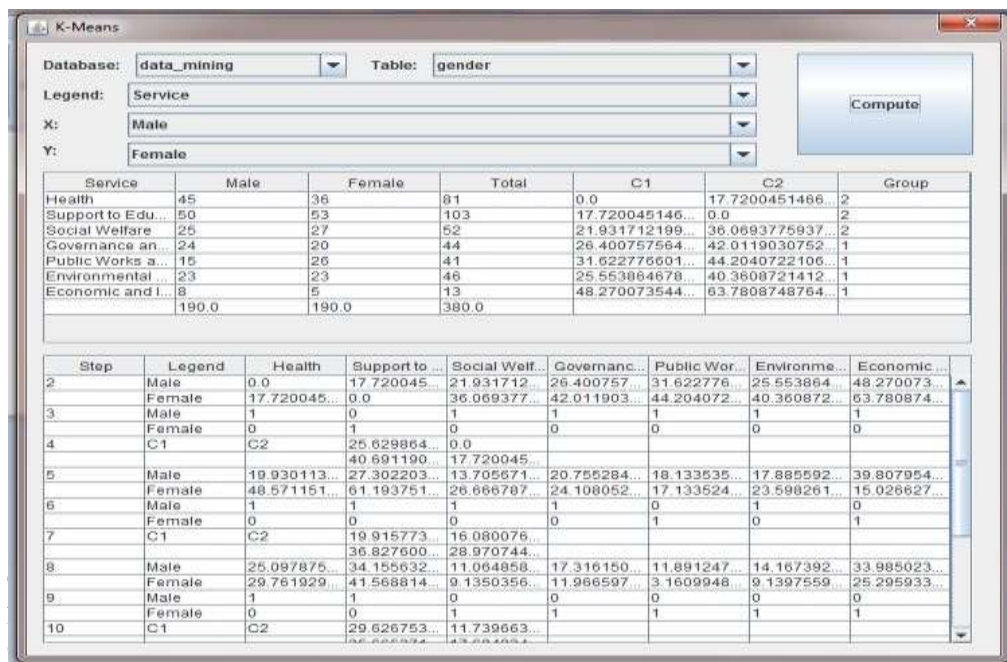 K-Means
Database: data_mining Table: gender
Legend: Service
Compute
X: Male
Y: Female
Service Male Female Total C1 C2 Group
Health 45 36 81 0.0 17.7200451466... 2
Support to Edu... 50 53 103 17.720045146... 0.0 2
Social Welfare 25 27 52 21.931712199... 36.0693775937... 2
Governance an... 24 20 44 26.400757564... 42.0119030752... 1
Public Works a... 15 26 41 31.622776601... 44.2040722106... 1
Environmental ... 23 23 46 25.553864678... 40.3608721412... 1
Economic and I... 8 5 13 48.270073544... 63.7808748764... 1
190.0 190.0 380.0
Step Legend Health Support to ... Social Welf... Governanc... Public Wor... Environme... Economic ...
2 Male 0.0 17.720045... 21.931712... 26.400757... 31.622776... 25.553864... 48.270073...
Female 17.720045... 0.0 36.069377... 42.011903... 44.204072... 40.360872... 63.780874...
3 Male 1 0 1 1 1 1 1
Female 0 1 0 0 0 0 0
4 C1 C2 25.629864... 0.0
40.691190... 17.720045...
5 Male 19.930113... 27.302203... 13.705671... 20.755284... 18.133535... 17.885592... 39.807954...
Female 48.571151... 61.193751... 26.666787... 24.108052... 17.133524... 23.598261... 15.026627...
6 Male 1 1 1 1 0 1 0
Female 0 0 0 0 1 0 1
7 C1 C2 19.915773... 16.080076...
36.827600... 28.970744...
8 Male 25.097875... 34.155632... 11.064858... 17.316150... 11.891247... 14.167392... 33.985023...
Female 29.761929... 41.568814... 9.1350356... 11.966597... 3.1609948... 9.1397559... 25.295933...
9 Male 1 1 0 0 0 0 0
Female 0 0 1 1 1 1 1
10 C1 C2 29.626753... 11.739663...